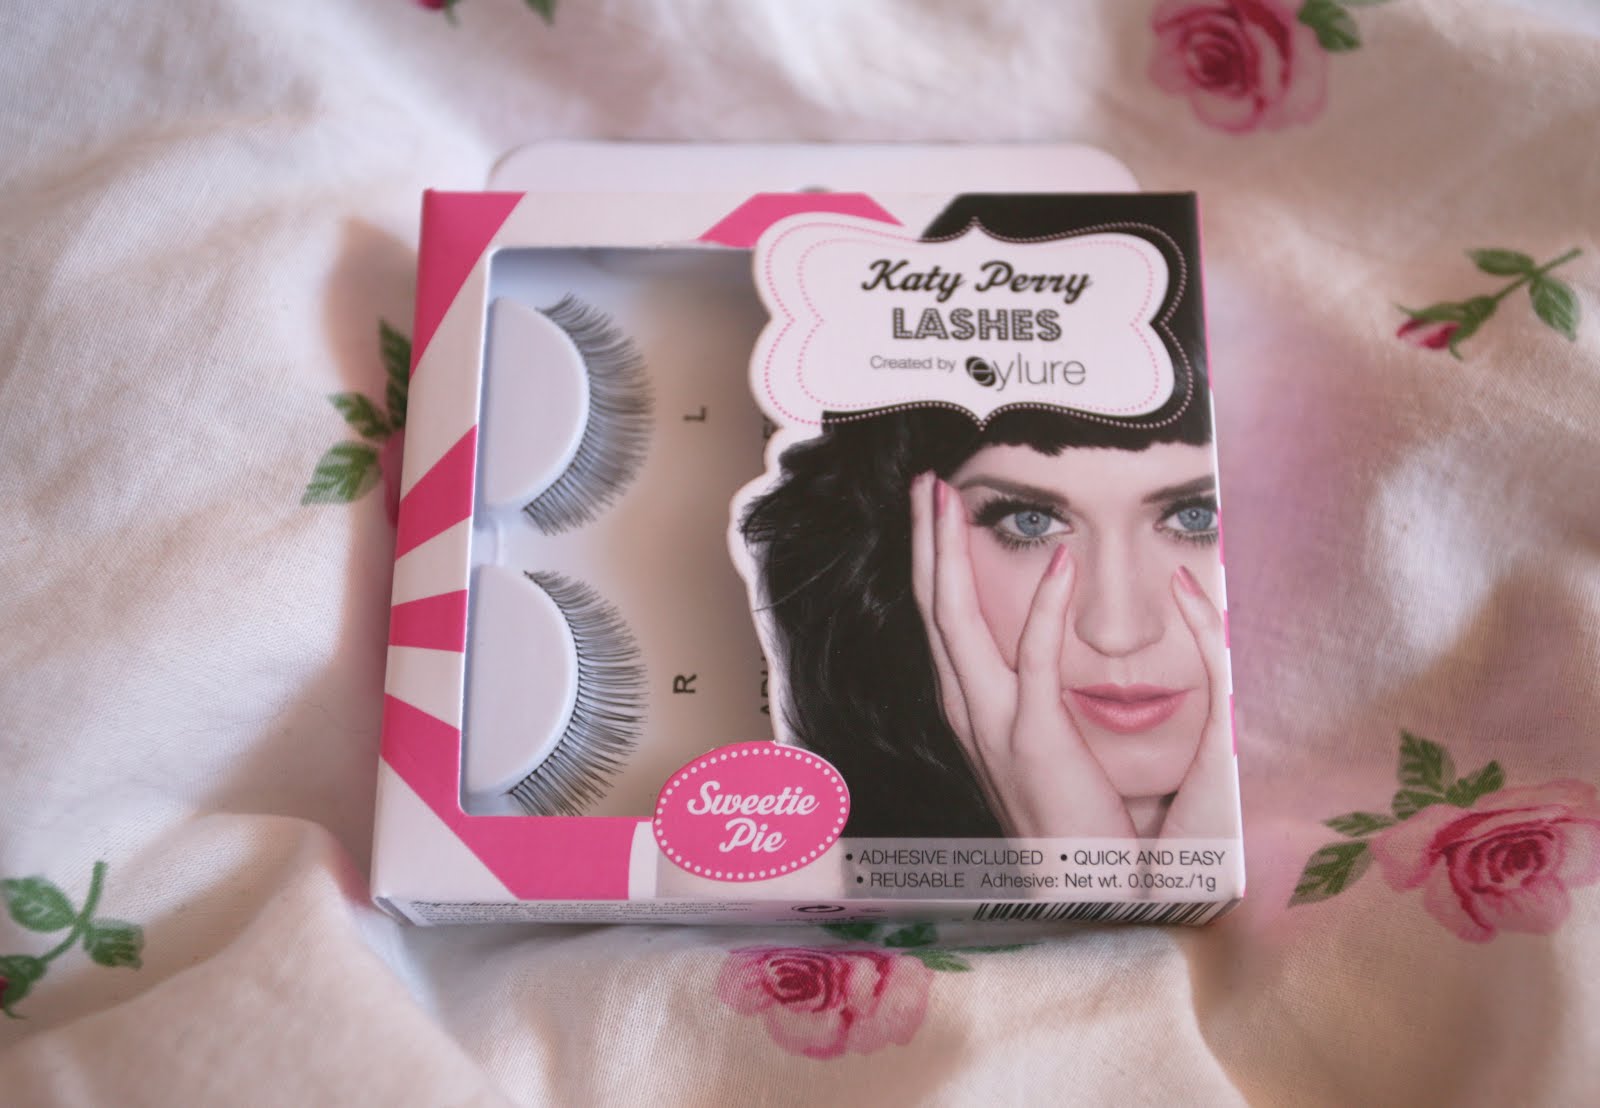 Katy Perry
LASHES
Created by eylure
L
R
Sweetie
Pie
• ADHESIVE INCLUDED • QUICK AND EASY
• REUSABLE Adhesive: Net wt. 0.03oz./1g